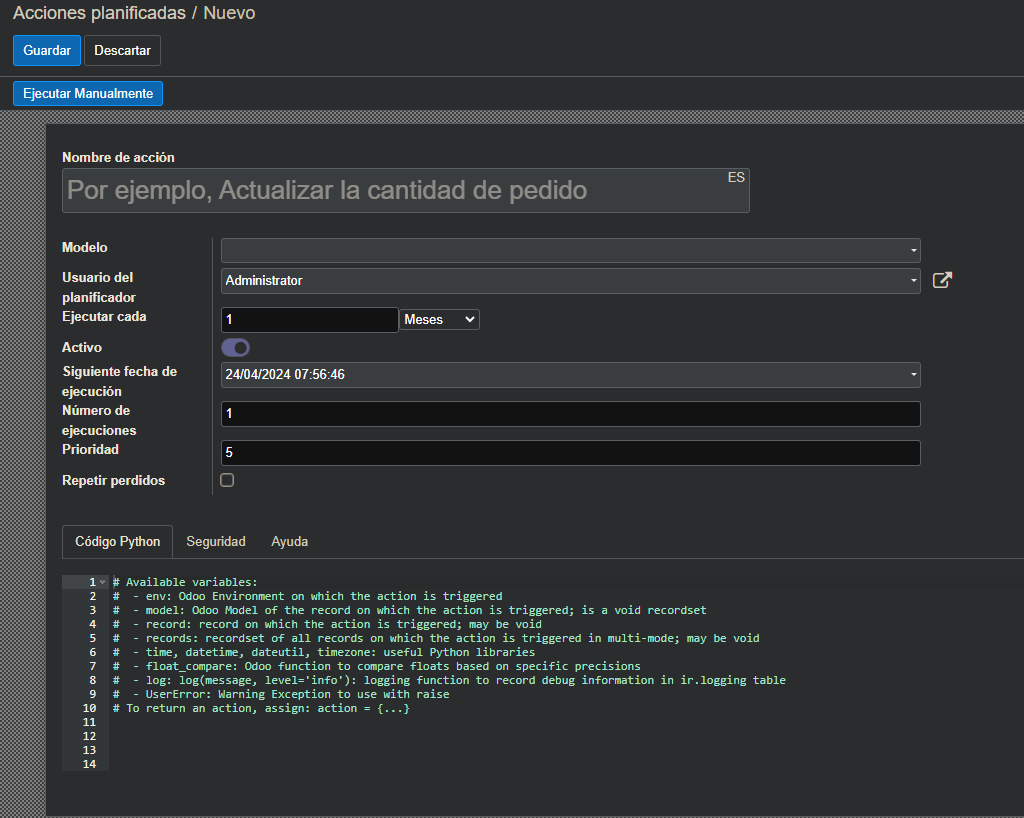 Acciones planificadas / Nuevo
Guardar Descartar
Ejecutar Manualmente
Nombre de acción
Por ejemplo, Actualizar la cantidad de pedido ES
Modelo
Usuario del planificador Administrator
Ejecutar cada 1 Meses
Activo
Siguiente fecha de ejecución 24/04/2024 07:56:46
Número de ejecuciones 1
Prioridad 5
Repetir perdidos
Código Python Seguridad Ayuda
1 # Available variables:
2 #  - env: Odoo Environment on which the action is triggered
3 #  - model: Odoo Model of the record on which the action is triggered; is a void recordset
4 #  - record: record on which the action is triggered; may be void
5 #  - records: recordset of all records on which the action is triggered in multi-mode; may be void
6 #  - time, datetime, dateutil, timezone: useful Python libraries
7 #  - float_compare: Odoo function to compare floats based on specific precisions
8 #  - log: log(message, level='info'): logging function to record debug information in ir.logging table
9 #  - UserError: Warning Exception to use with raise
10 # To return an action, assign: action = {...}
11
12
13
14